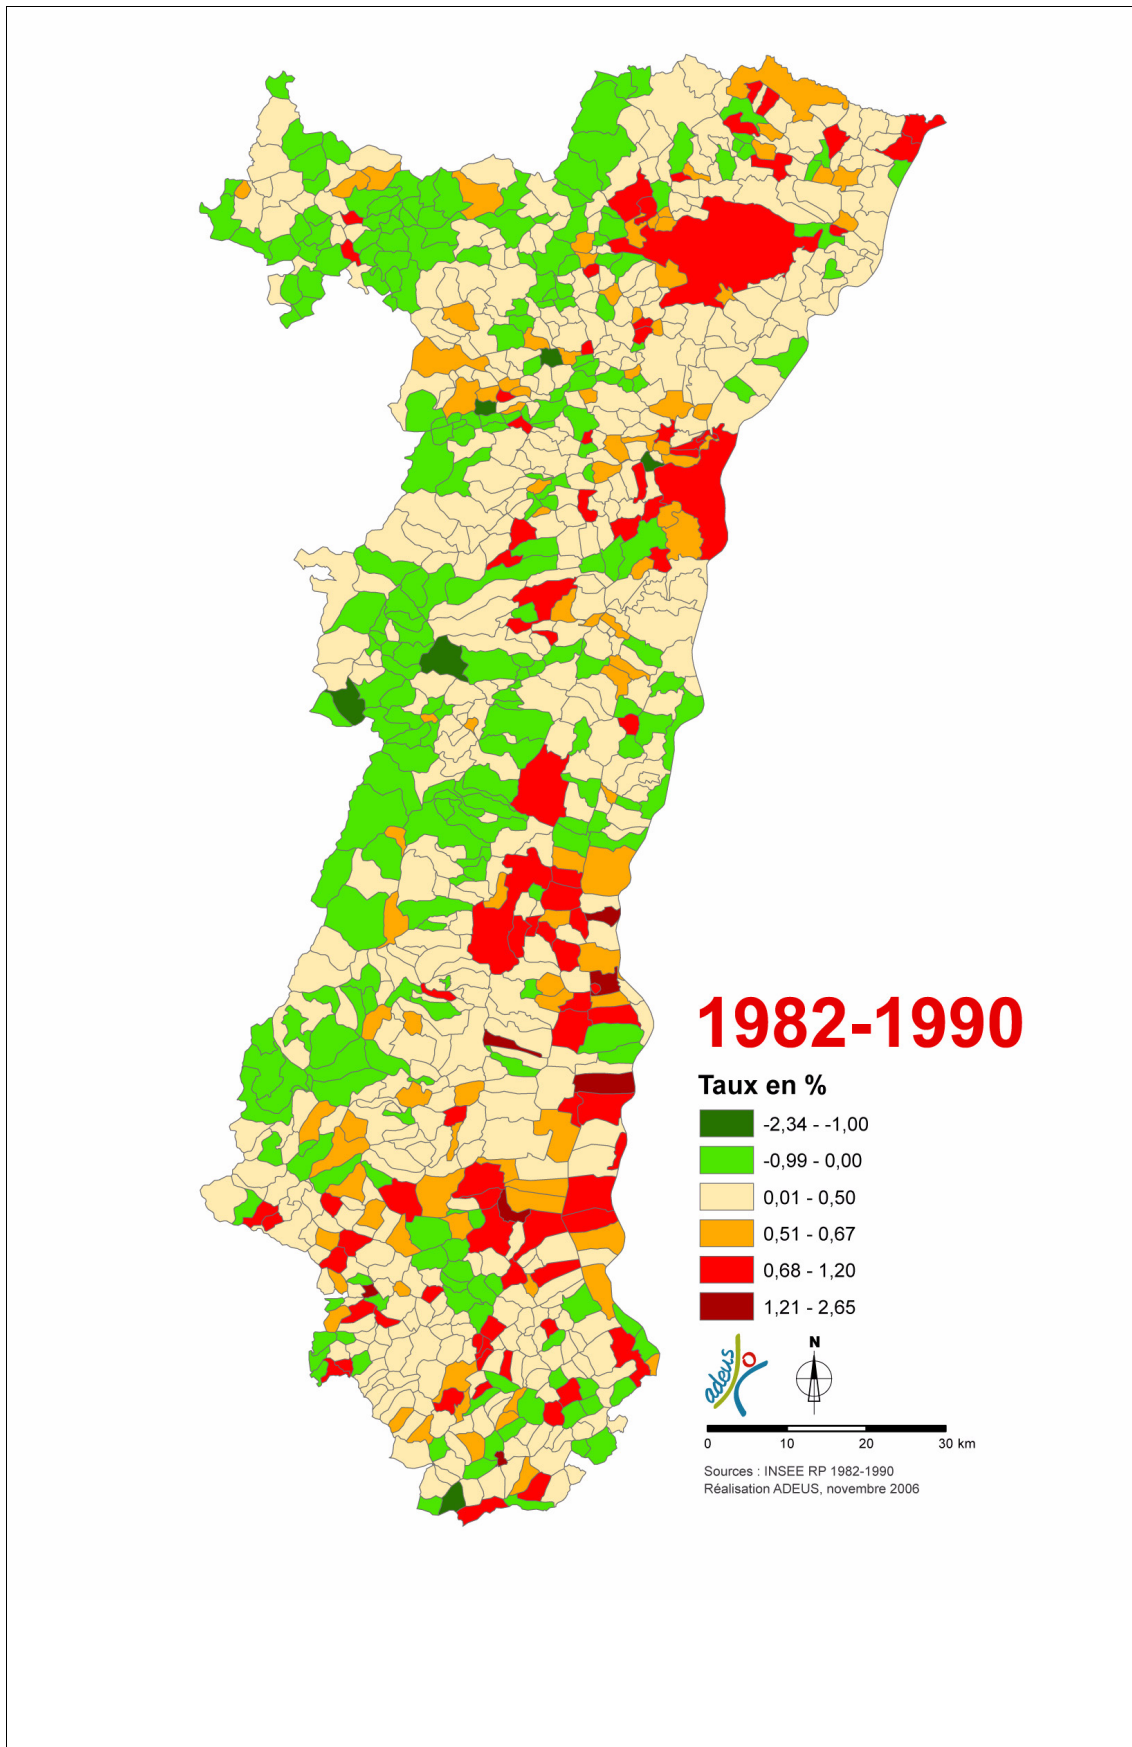 1982-1990
Taux en %
-2,34 - -1,00
-0,99 - 0,00
0,01 - 0,50
0,51 - 0,67
0,68 - 1,20
1,21 - 2,65
adeus
N
0 10 20 30 km
Sources : INSEE RP 1982-1990
Réalisation ADEUS, novembre 2006